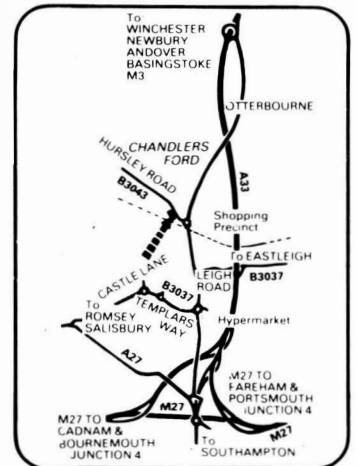 To
WINCHESTER
NEWBURY
ANDOVER
BASINGSTOKE
M3
OTTERBOURNE
CHANDLERS
FORD
HURSLEY ROAD
B3043
A33
Shopping
Precinct
To EASTLEIGH
B3037
LEIGH
ROAD
CASTLE LANE
B3037
TEMPLARS
WAY
To
ROMSEY
SALISBURY
Hypermarket
A27
M27 TO
FAREHAM &
PORTSMOUTH
JUNCTION 4
M27
M27 TO
CADNAM &
BOURNEMOUTH
JUNCTION 4
M27
To
SOUTHAMPTON